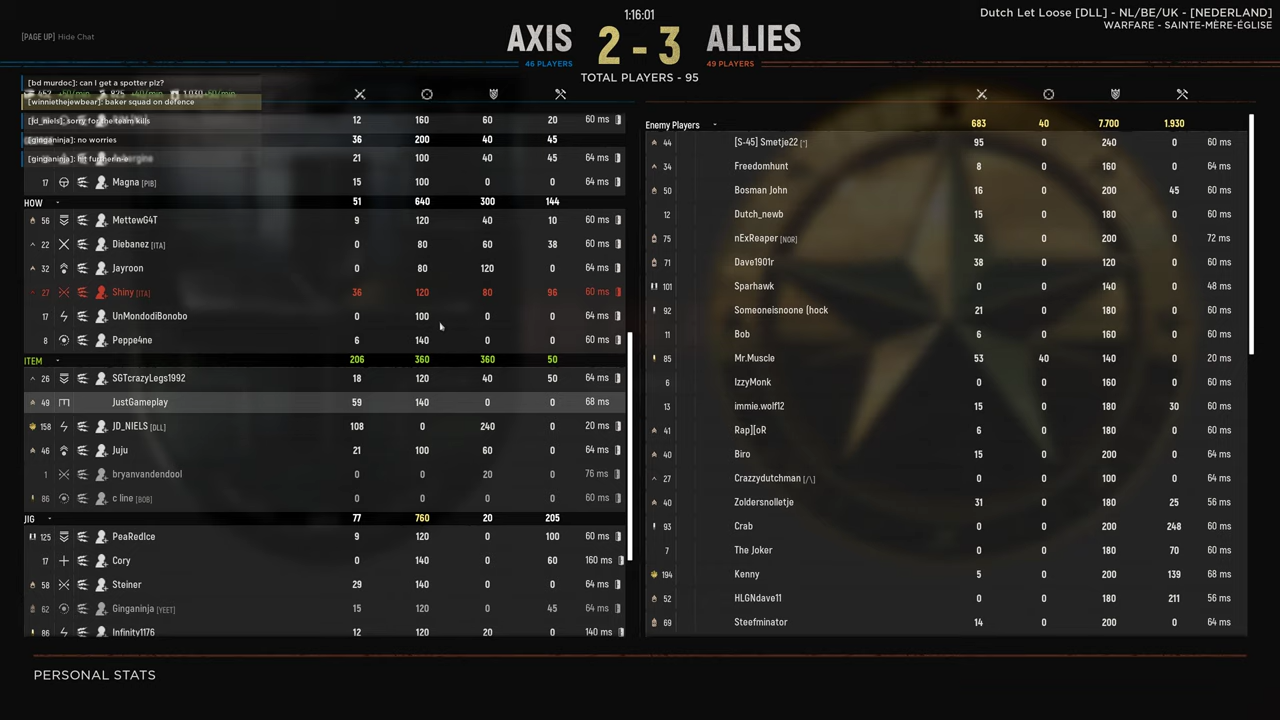 1:16:01
Dutch Let Loose [DLL] - NL/BE/UK - [NEDERLAND]
WARFARE - SAINTE-MÈRE-ÉGLISE
[PAGE UP] Hide Chat
AXIS 2 - 3 ALLIES
46 PLAYERS 49 PLAYERS
TOTAL PLAYERS - 95
[bd murdoc]: can I get a spotter plz?
[winniethejewbear]: baker squad on defence
[jd_niels]: sorry for the team kills
12 160 60 20 60 ms
[ginganinja]: no worries
36 200 40 45
[ginganinja]:
21 100 0 45 64 ms
17 Magna [PIB] 15 100 0 0 64 ms
HOW - 51 640 300 144
56 MettewG4T 9 120 40 10 60 ms
22 Diebanez [ITA] 0 80 60 38 60 ms
32 Jayroon 0 80 120 0 64 ms
27 Shiny [ITA] 36 120 80 96 60 ms
17 UnMondodiBonobo 0 100 0 0 64 ms
8 Peppe4ne 6 140 0 0 60 ms
ITEM - 206 360 360 50
26 SGTcrazyLegs1992 18 120 40 50 64 ms
49 JustGameplay 59 140 0 0 68 ms
158 JD_NIELS [DLL] 108 0 240 0 20 ms
46 Juju 21 100 60 0 64 ms
1 bryanvandendool 0 0 20 0 76 ms
86 c line [BOB] 0 0 0 0 60 ms
JIG - 77 760 20 205
125 PeaRedIce 9 120 0 100 60 ms
17 Cory 0 140 0 60 160 ms
58 Steiner 29 140 0 0 64 ms
62 Ginganinja [YEET] 15 120 0 45 64 ms
86 Infinity1176 12 120 20 0 140 ms
Enemy Players - 683 40 7.700 1.930
44 [S-45] Smetje22 ["] 95 0 240 0 60 ms
34 Freedomhunt 8 0 160 0 64 ms
50 Bosman John 16 0 200 45 60 ms
12 Dutch_newb 15 0 180 0 60 ms
75 nExReaper [NOR] 36 0 200 0 72 ms
71 Dave1901r 38 0 120 0 60 ms
101 Sparhawk 0 0 140 0 48 ms
92 Someoneisnoone [hock 21 0 180 0 60 ms
11 Bob 6 0 160 0 60 ms
85 Mr.Muscle 53 40 140 0 20 ms
6 IzzyMonk 0 0 160 0 60 ms
13 immie.wolf12 15 0 180 30 60 ms
41 Rap][oR 6 0 180 0 60 ms
40 Biro 15 0 200 0 64 ms
27 Crazzydutchman [/\] 0 0 100 0 64 ms
40 Zoldersnolletje 31 0 180 25 56 ms
93 Crab 0 0 200 248 60 ms
7 The Joker 0 0 180 70 60 ms
194 Kenny 5 0 200 139 68 ms
52 HLGNdave11 0 0 180 211 56 ms
69 Steefminator 14 0 200 0 64 ms
PERSONAL STATS